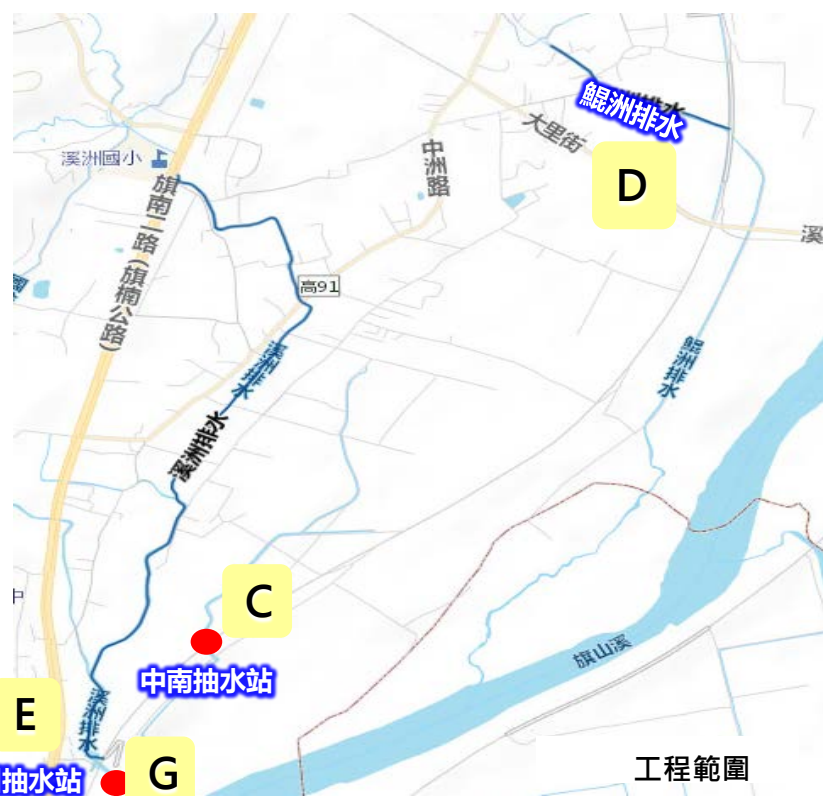 鯤洲排水
大里街
溪洲國小
中洲路
D
旗南二路(旗楠公路)
溪
高91
溪洲排水
鯤洲排水
溪洲排水
C
旗山溪
中
中南抽水站
溪洲排水
E
G
抽水站
工程範圍